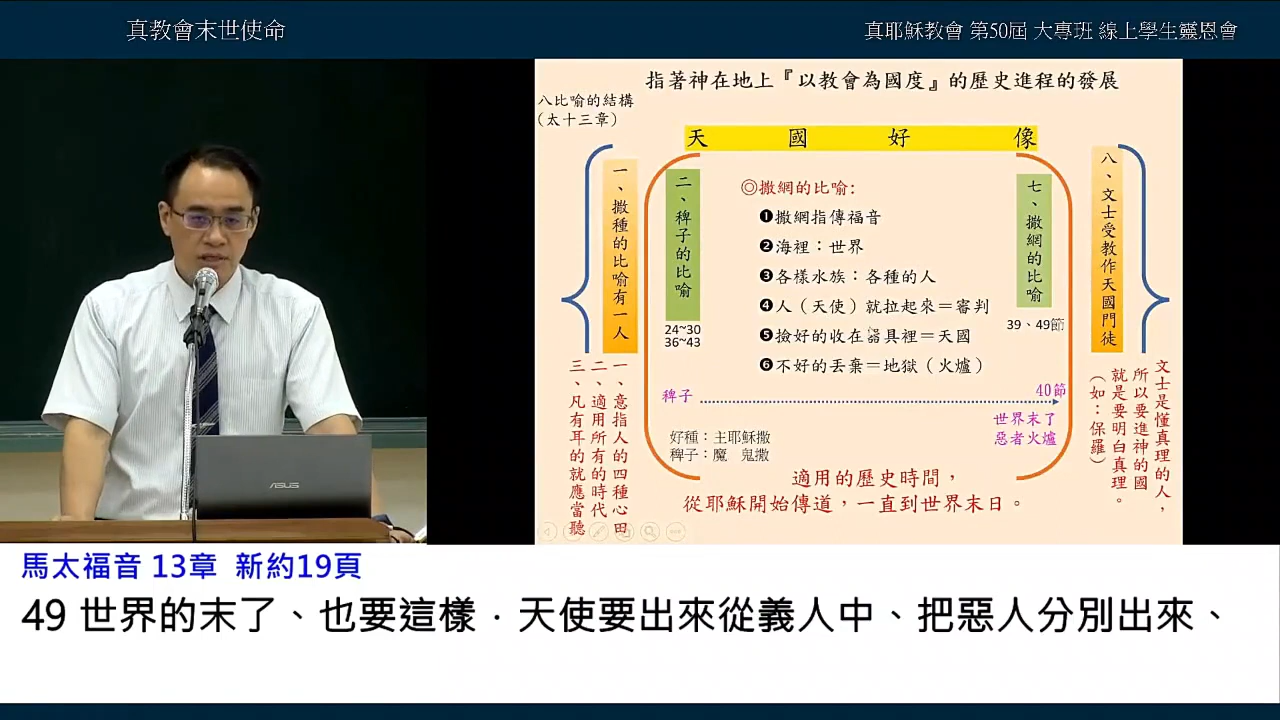 真教會末世使命
真耶穌教會 第50屆 大專班 線上學生靈恩會
指著神在地上『以教會為國度』的歷史進程的發展
八比喻的結構
(太十三章)
天國好像
一、撒種的比喻有一人
二、稗子的比喻
24~30
36~43
◎撒網的比喻:
❶撒網指傳福音
❷海裡：世界
❸各樣水族：各種的人
❹人（天使）就拉起來＝審判
❺撿好的收在器具裡＝天國
❻不好的丟棄＝地獄（火爐）
七、撒網的比喻
39、49節
八、文士受教作天國門徒
稗子
40節
世界末了
惡者火爐
好種：主耶穌撒
稗子：魔 鬼撒
適用的歷史時間，
從耶穌開始傳道，一直到世界末日。
一、意指人的四種心田
二、適用所有的時代
三、凡有耳的就應當聽
文士是懂真理的人，
所以要進神的國
就是要明白真理。
（如：保羅）
ASUS
馬太福音 13章 新約19頁
49 世界的末了、也要這樣．天使要出來從義人中、把惡人分別出來、